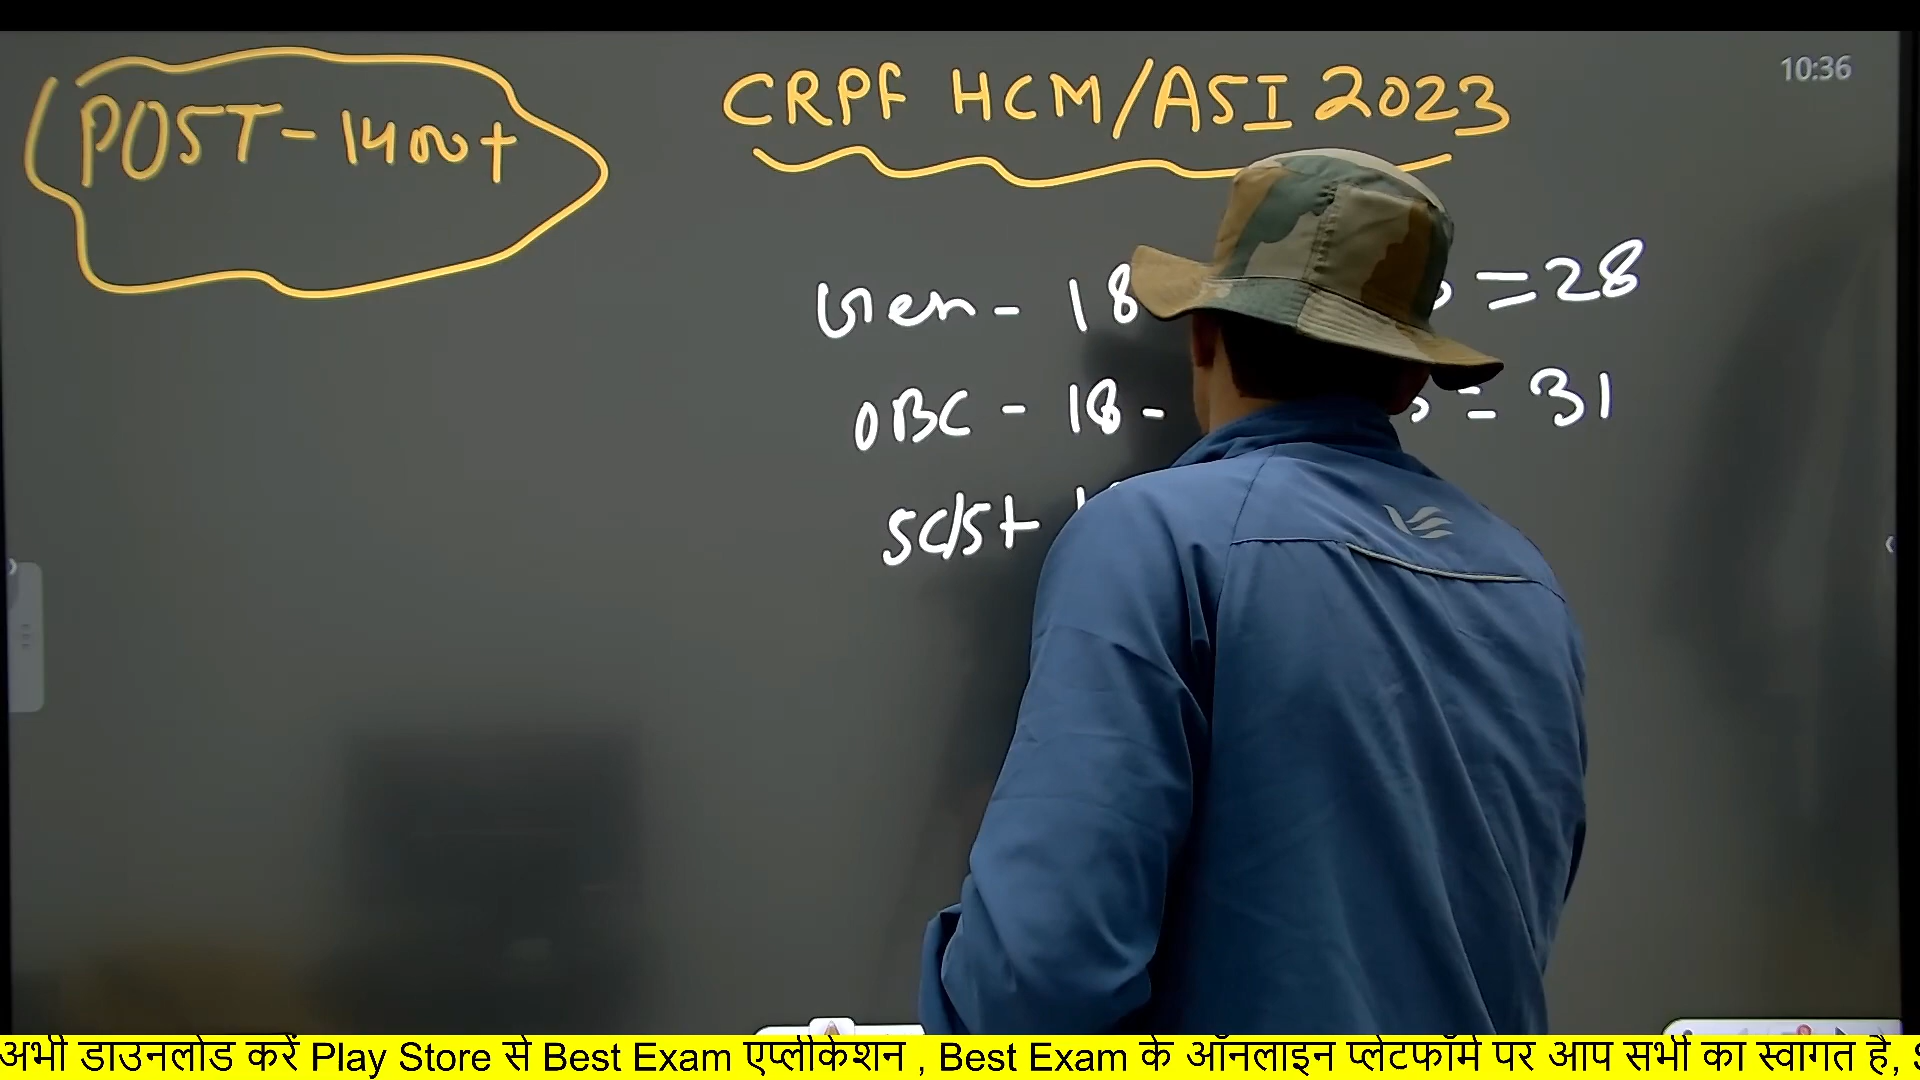 10:36
CRPF HCM/ASI 2023
POST - 1400+
Gen - 18 = 28
OBC - 18 - = 31
SC/ST
अभी डाउनलोड करें Play Store से Best Exam एप्लीकेशन , Best Exam के ऑनलाइन प्लेटफॉर्म पर आप सभी का स्वागत है,